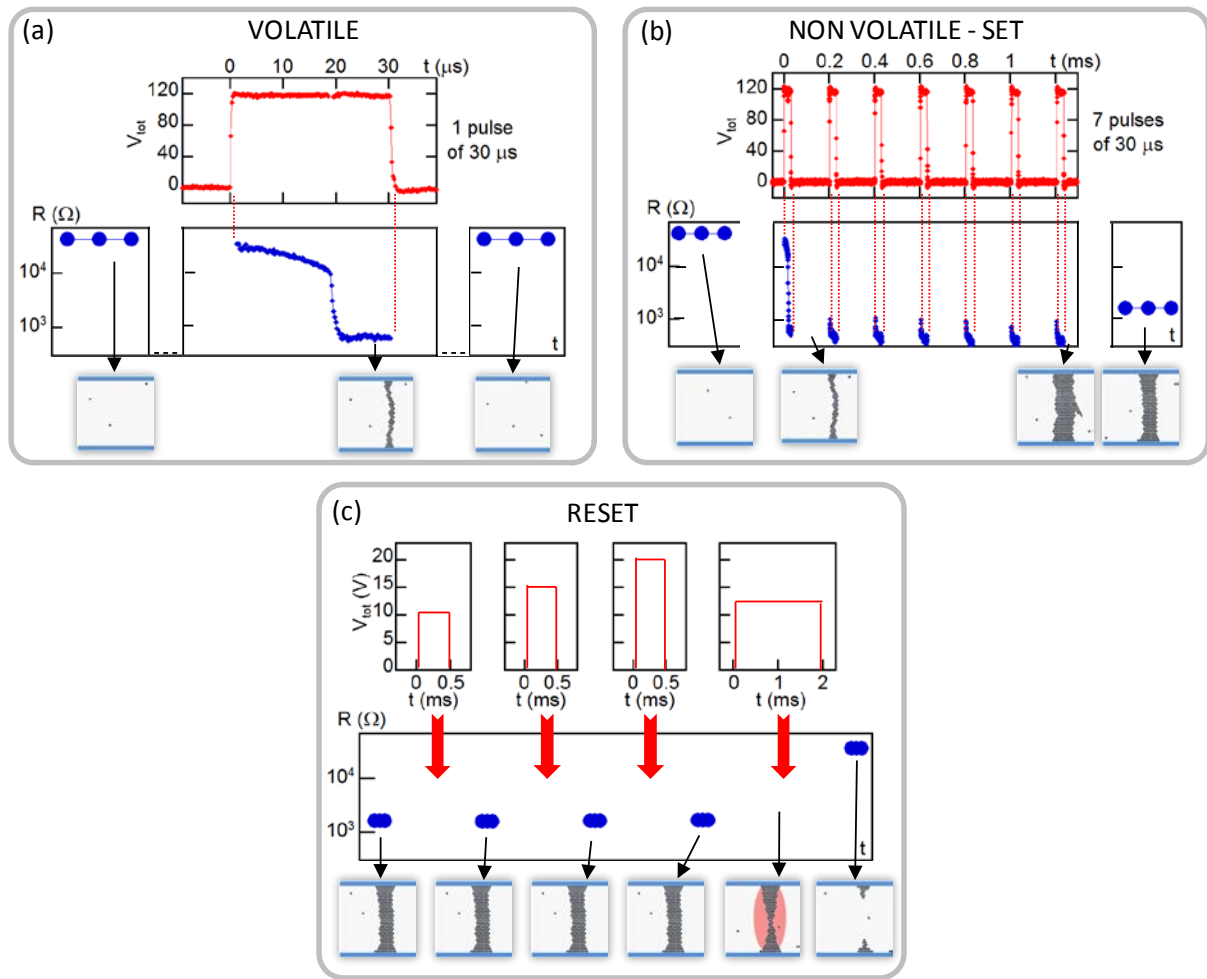 (a)
VOLATILE
0 10 20 30 t (μs)
120
80
40
0
V_tot
1 pulse
of 30 μs
R (Ω)
10^4
10^3
t
(b)
NON VOLATILE - SET
0 0.2 0.4 0.6 0.8 1 t (ms)
120
80
40
0
V_tot
7 pulses
of 30 μs
R (Ω)
10^4
10^3
t
(c)
RESET
20
15
10
5
0
V_tot (V)
0 0.5
t (ms)
0 0.5
t (ms)
0 0.5
t (ms)
0 1 2
t (ms)
R (Ω)
10^4
10^3
t